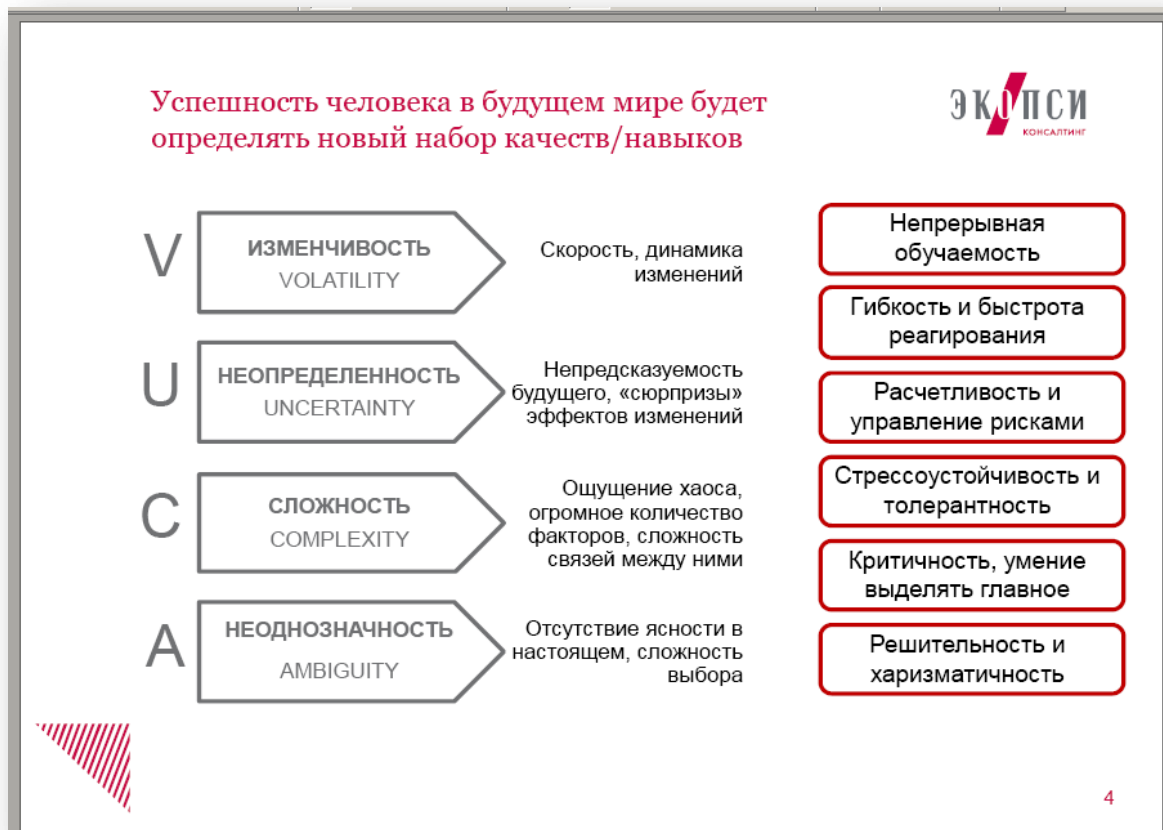 Успешность человека в будущем мире будет
определять новый набор качеств/навыков
ЭКОПСИ
КОНСАЛТИНГ
V
ИЗМЕНЧИВОСТЬ
VOLATILITY
Скорость, динамика
изменений
U
НЕОПРЕДЕЛЕННОСТЬ
UNCERTAINTY
Непредсказуемость
будущего, «сюрпризы»
эффектов изменений
C
СЛОЖНОСТЬ
COMPLEXITY
Ощущение хаоса,
огромное количество
факторов, сложность
связей между ними
A
НЕОДНОЗНАЧНОСТЬ
AMBIGUITY
Отсутствие ясности в
настоящем, сложность
выбора
Непрерывная
обучаемость
Гибкость и быстрота
реагирования
Расчетливость и
управление рисками
Стрессоустойчивость и
толерантность
Критичность, умение
выделять главное
Решительность и
харизматичность
4